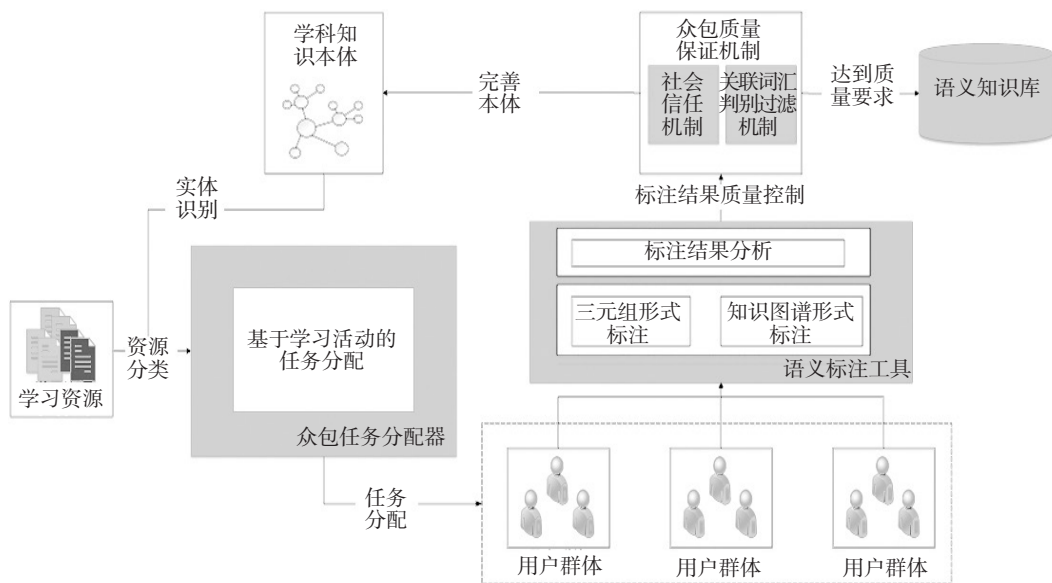 学科知
识本体
众包质量
保证机制
社会
信任
机制
关联词汇
判别过滤
机制
完善
本体
达到质
量要求
语义知识库
实体
识别
标注结果质量控制
标注结果分析
三元组形式
标注
知识图谱形式
标注
语义标注工具
基于学习活动的
任务分配
众包任务分配器
资源
分类
学习资源
任务
分配
用户群体
用户群体
用户群体